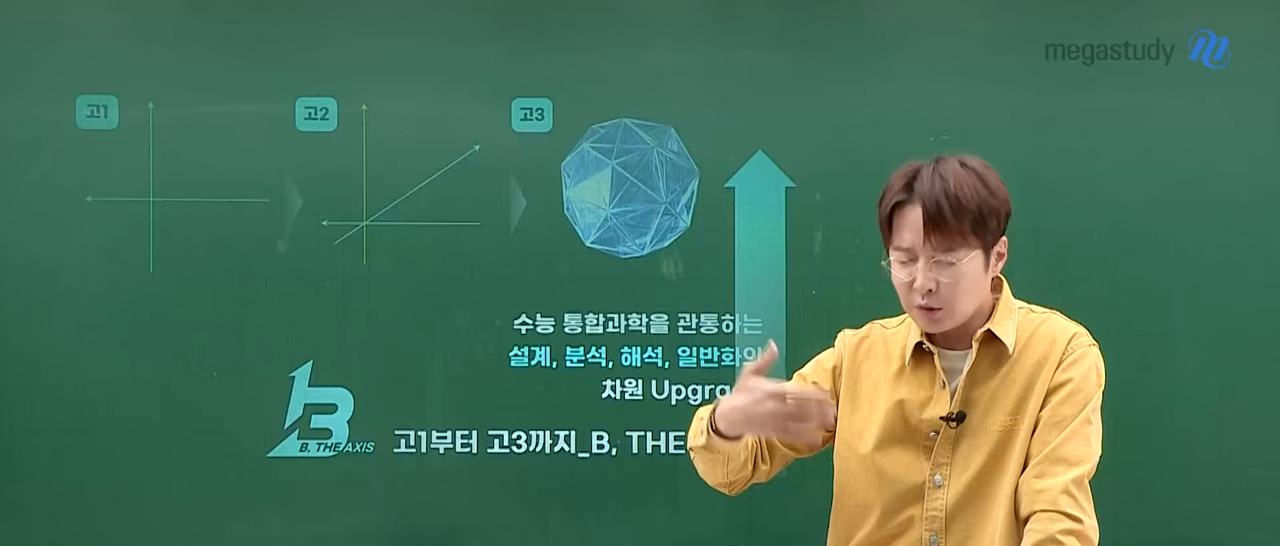 megastudy
고1
고2
고3
수능 통합과학을 관통하는
설계, 분석, 해석, 일반화의
차원 Upgra
B, THE AXIS
고1부터 고3까지_B, THE